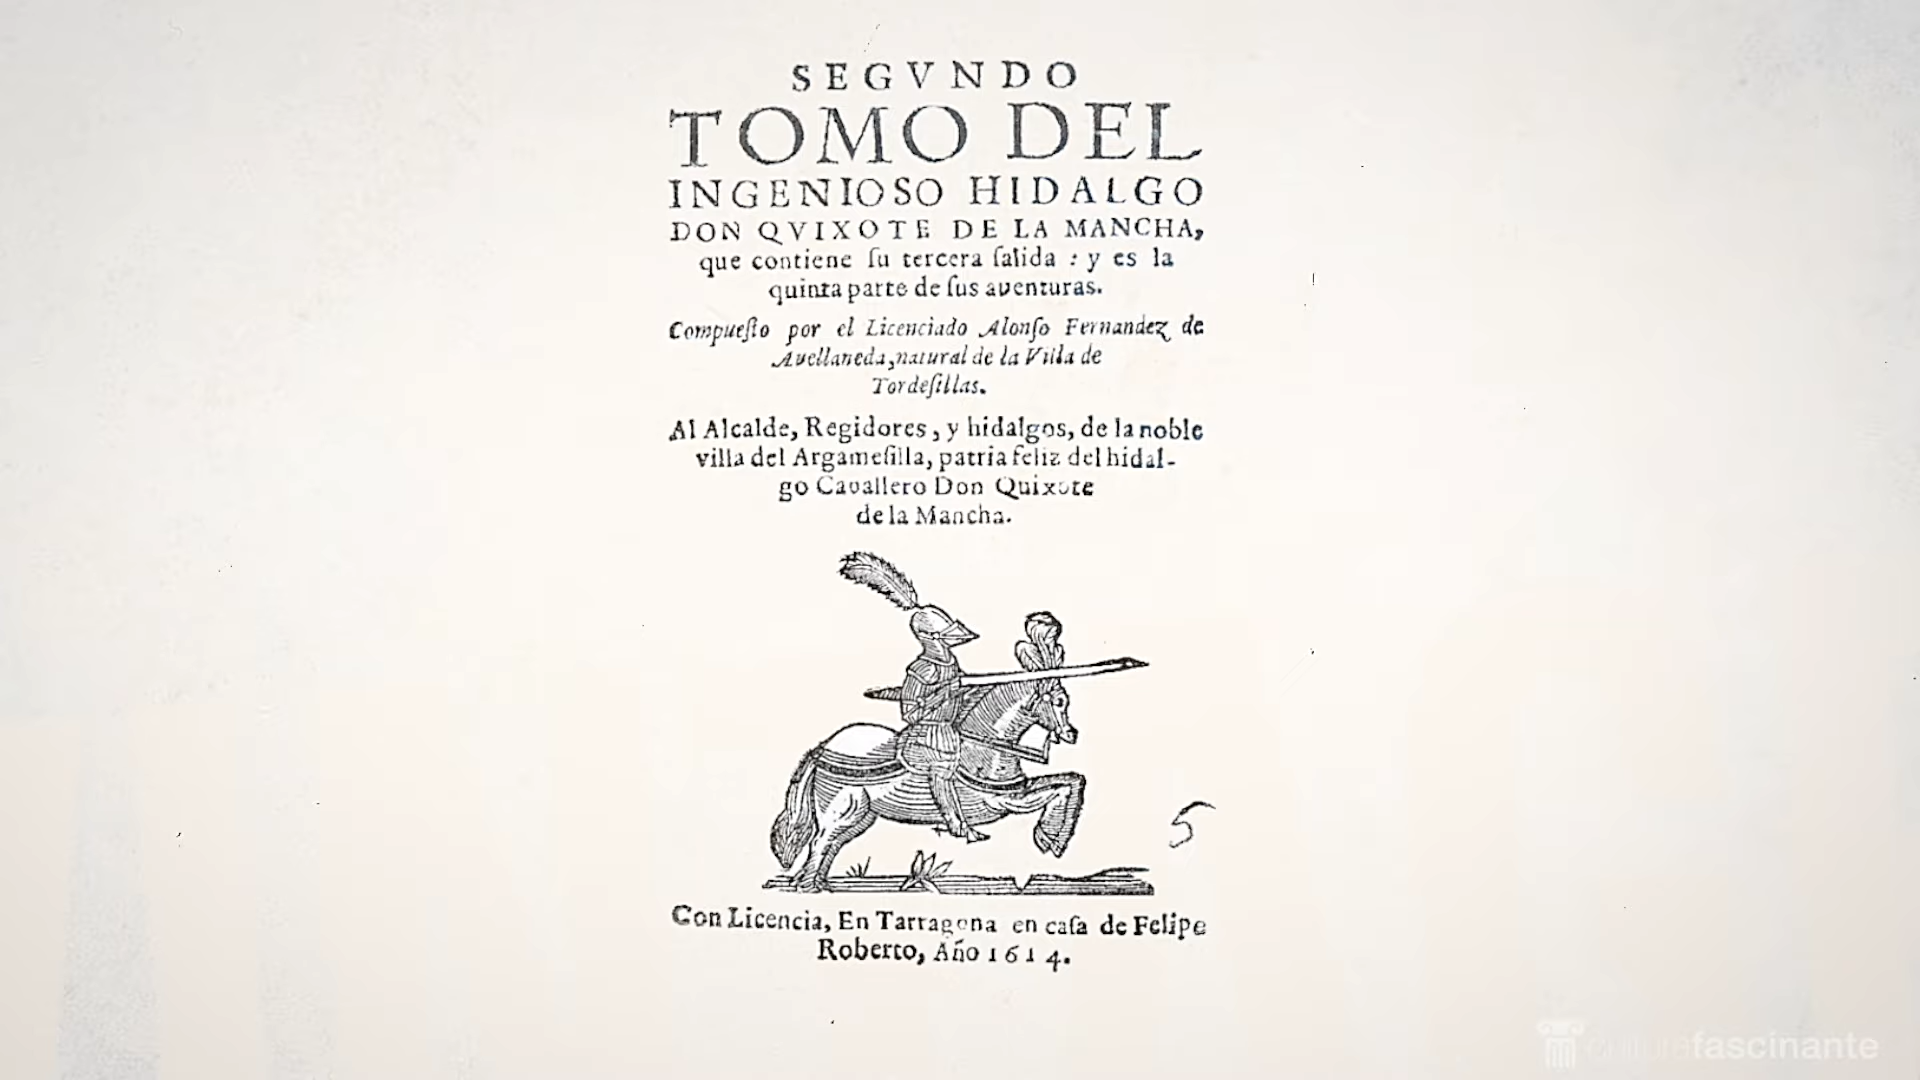 SEGVNDO
TOMO DEL
INGENIOSO HIDALGO
DON QVIXOTE DE LA MANCHA,
que contiene ſu tercera ſalida : y es la
quinta parte de ſus auenturas.
Compueſto por el Licenciado Alonſo Fernandez de
Auellaneda, natural de la Villa de
Tordeſillas.
Al Alcalde, Regidores, y hidalgos, de la noble
villa del Argameſilla, patria feliz del hidal-
go Cauallero Don Quixote
de la Mancha.
5
Con Licencia, En Tarragona en caſa de Felipe
Roberto, Año 1614.
culturafascinante